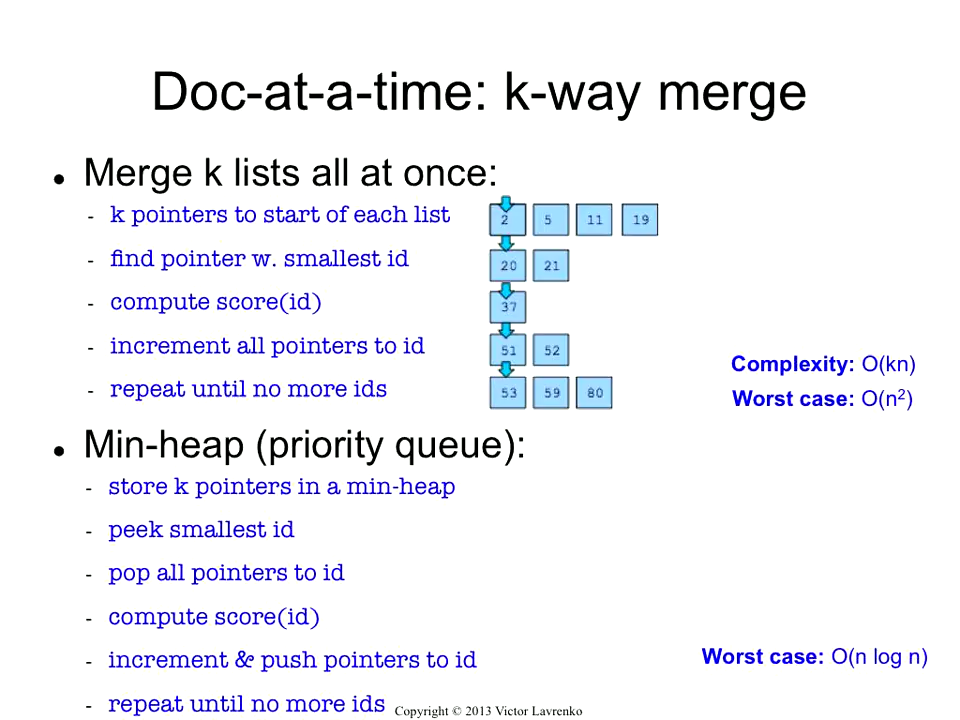 Doc-at-a-time: k-way merge
Merge k lists all at once:
- k pointers to start of each list
- find pointer w. smallest id
- compute score(id)
- increment all pointers to id
- repeat until no more ids
2 5 11 19
20 21
37
51 52
53 59 80
Complexity: O(kn)
Worst case: O(n²)
Min-heap (priority queue):
- store k pointers in a min-heap
- peek smallest id
- pop all pointers to id
- compute score(id)
- increment & push pointers to id
- repeat until no more ids
Worst case: O(n log n)
Copyright © 2013 Victor Lavrenko